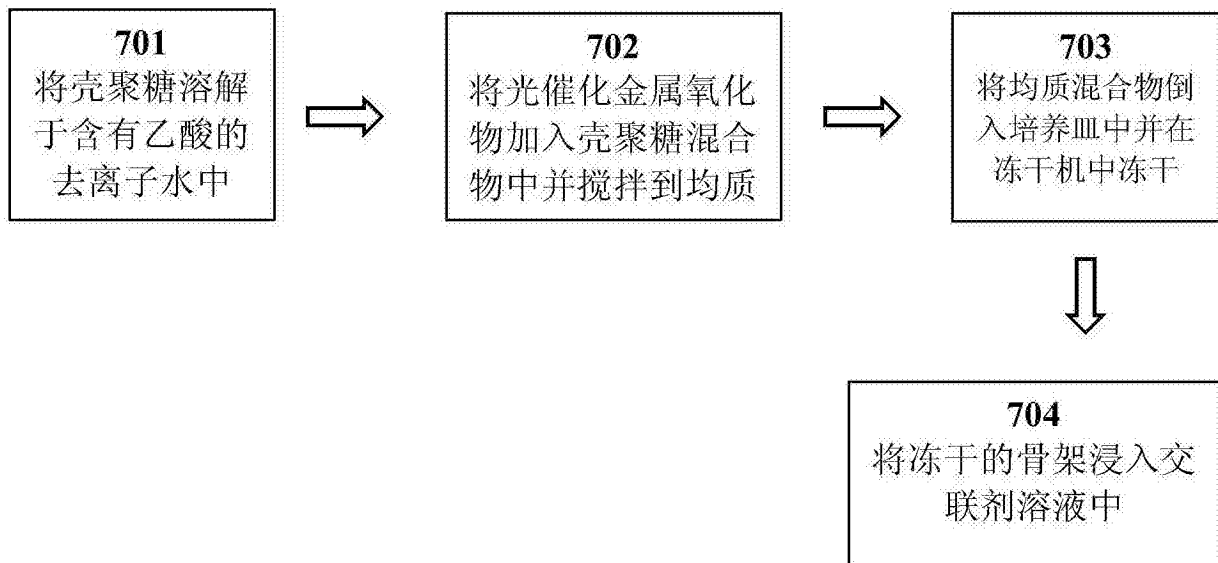 701
将壳聚糖溶解
于含有乙酸的
去离子水中
702
将光催化金属氧化
物加入壳聚糖混合
物中并搅拌到均质
703
将均质混合物倒
入培养皿中并在
冻干机中冻干
704
将冻干的骨架浸入交
联剂溶液中